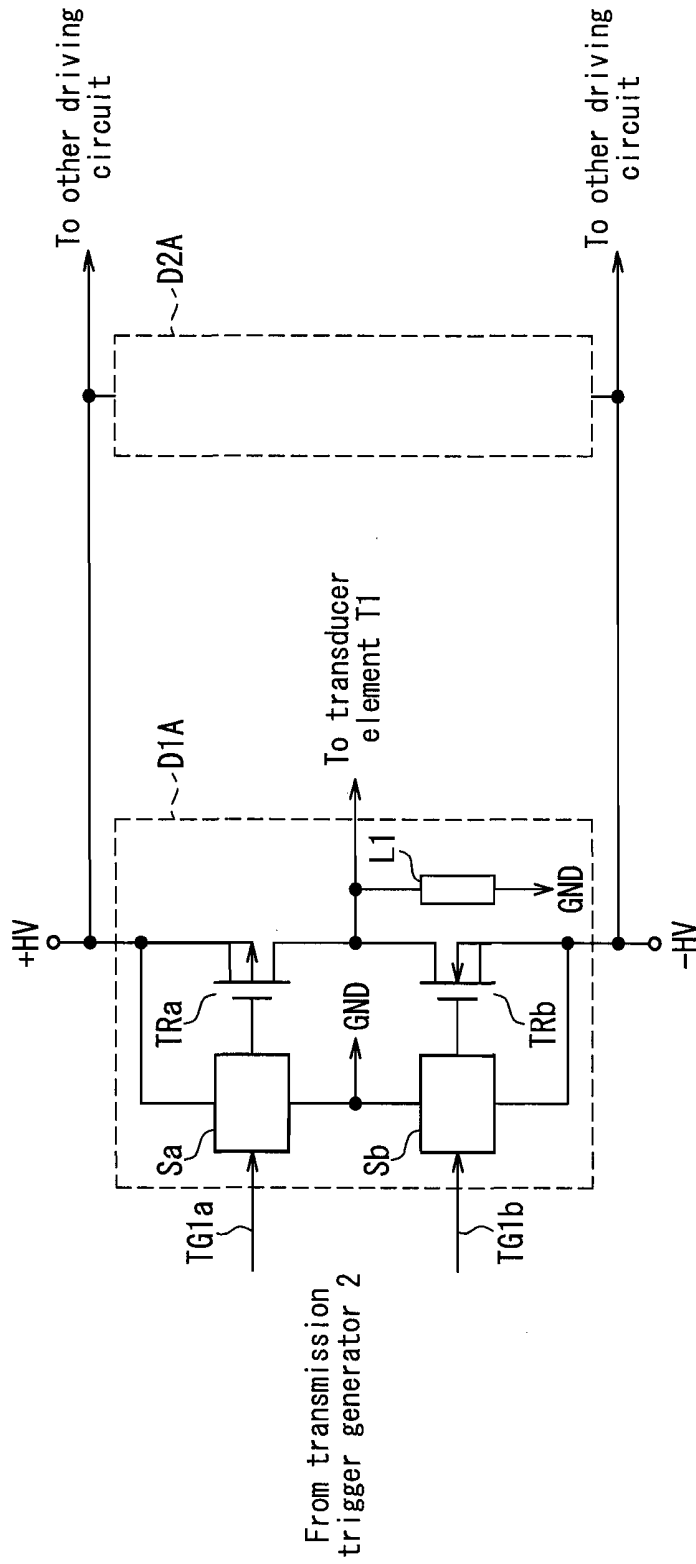 To other driving
circuit
D2A
To other driving
circuit
To transducer
element T1
D1A
+HV
L1
GND
-HV
TRa
GND
TRb
Sa
Sb
TG1a
TG1b
From transmission
trigger generator 2